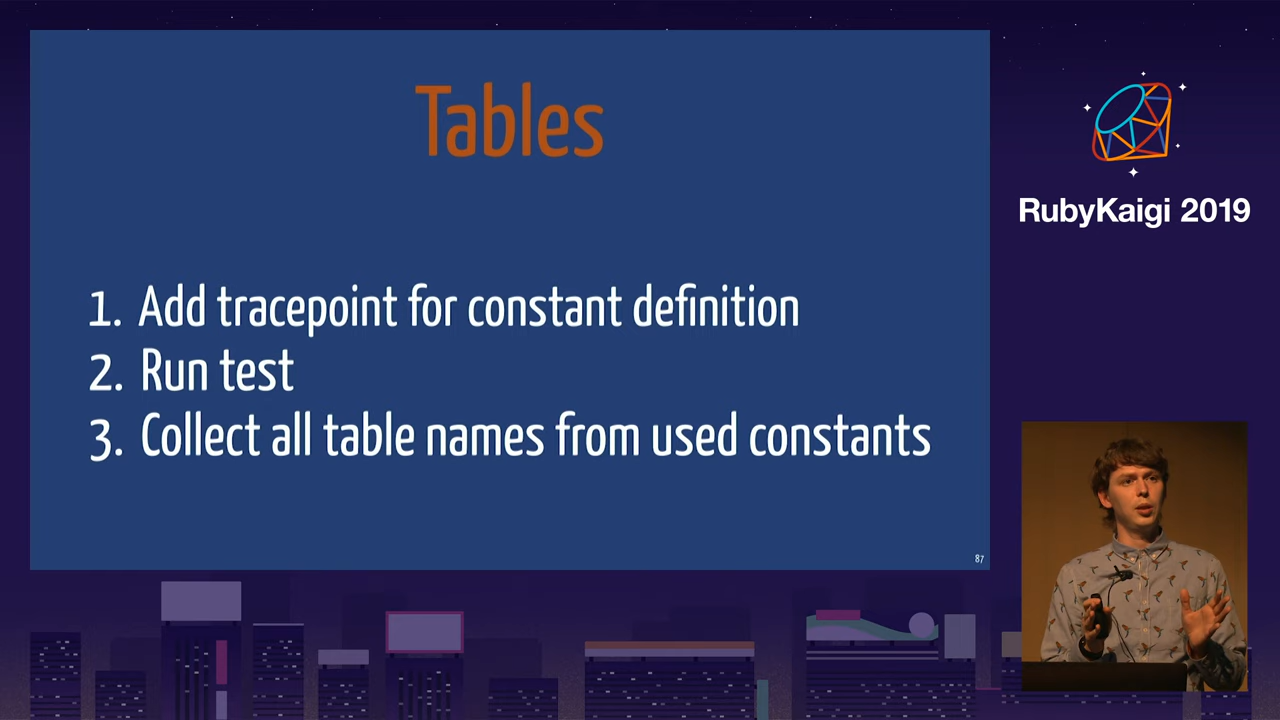 Tables
1. Add tracepoint for constant definition
2. Run test
3. Collect all table names from used constants
87
RubyKaigi 2019